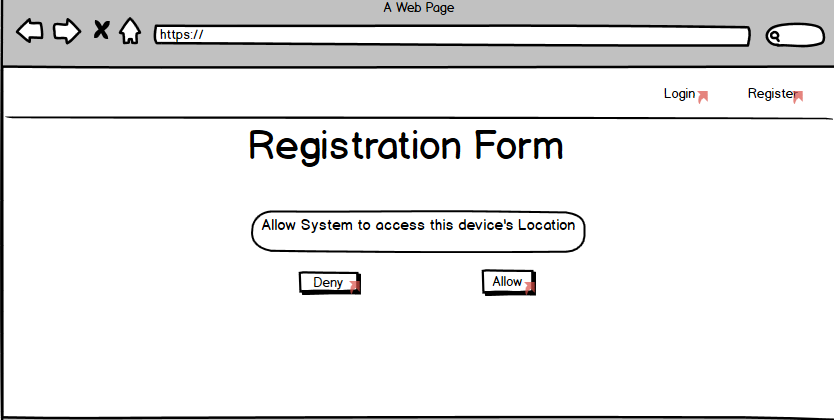 A Web Page
https://
Login
Register
Registration Form
Allow System to access this device's Location
Deny
Allow